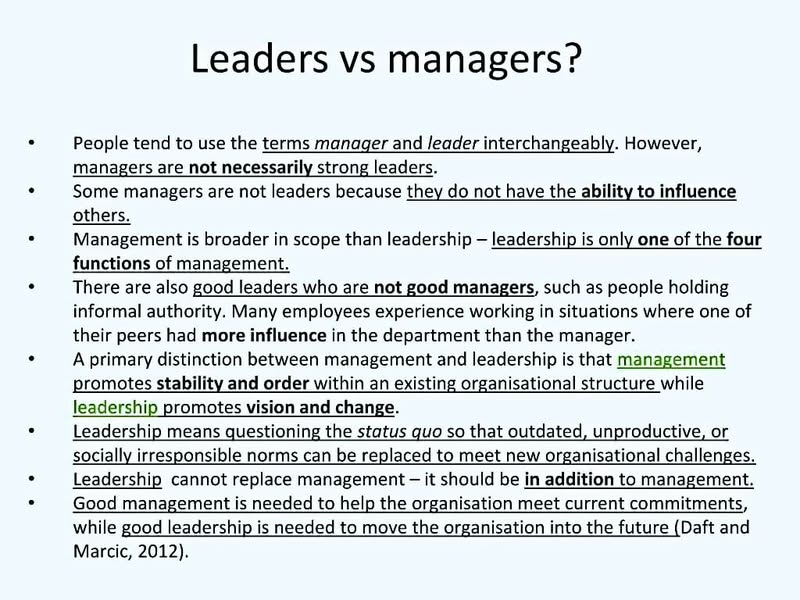 Leaders vs managers?
• People tend to use the terms manager and leader interchangeably. However,
managers are not necessarily strong leaders.
• Some managers are not leaders because they do not have the ability to influence
others.
• Management is broader in scope than leadership – leadership is only one of the four
functions of management.
• There are also good leaders who are not good managers, such as people holding
informal authority. Many employees experience working in situations where one of
their peers had more influence in the department than the manager.
• A primary distinction between management and leadership is that management
promotes stability and order within an existing organisational structure while
leadership promotes vision and change.
• Leadership means questioning the status quo so that outdated, unproductive, or
socially irresponsible norms can be replaced to meet new organisational challenges.
• Leadership cannot replace management – it should be in addition to management.
• Good management is needed to help the organisation meet current commitments,
while good leadership is needed to move the organisation into the future (Daft and
Marcic, 2012).